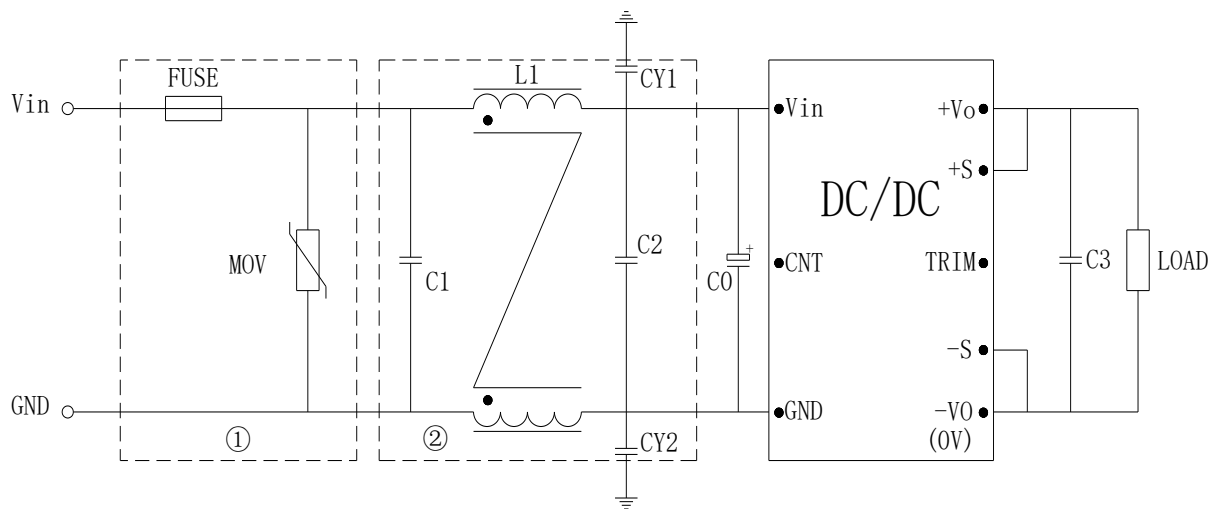 FUSE
L1
CY1
Vin
Vin
+Vo
+S
DC/DC
MOV
C1
C2
+
C0
CNT
TRIM
C3
LOAD
-S
GND
GND
-VO
(0V)
①
②
CY2